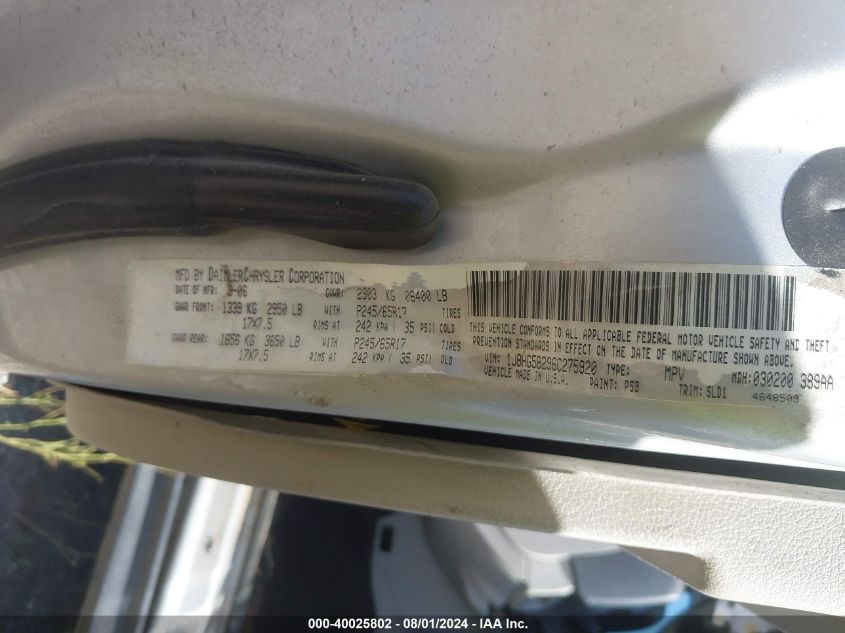 MFD BY DAIMLERCHRYSLER CORPORATION
DATE OF MFR: 3-06 GVWR: 2903 KG 06400 LB
GAWR FRONT: 1339 KG 2950 LB WITH P245/65R17 TIRES
17X7.5 RIMS AT 242 KPA ( 35 PSI) COLD
GAWR REAR: 1656 KG 3650 LB WITH P245/65R17 TIRES
17X7.5 RIMS AT 242 KPA ( 35 PSI) OLD
THIS VEHICLE CONFORMS TO ALL APPLICABLE FEDERAL MOTOR VEHICLE SAFETY AND THEFT
PREVENTION STANDARDS IN EFFECT ON THE DATE OF MANUFACTURE SHOWN ABOVE.
VIN: 1J8HG58296C275920 TYPE: MPV MDH: 030200 389AA
VEHICLE MADE IN U.S.A. PAINT: PSB TRIM: SLD1 4648509
000-40025802 - 08/01/2024 - IAA Inc.